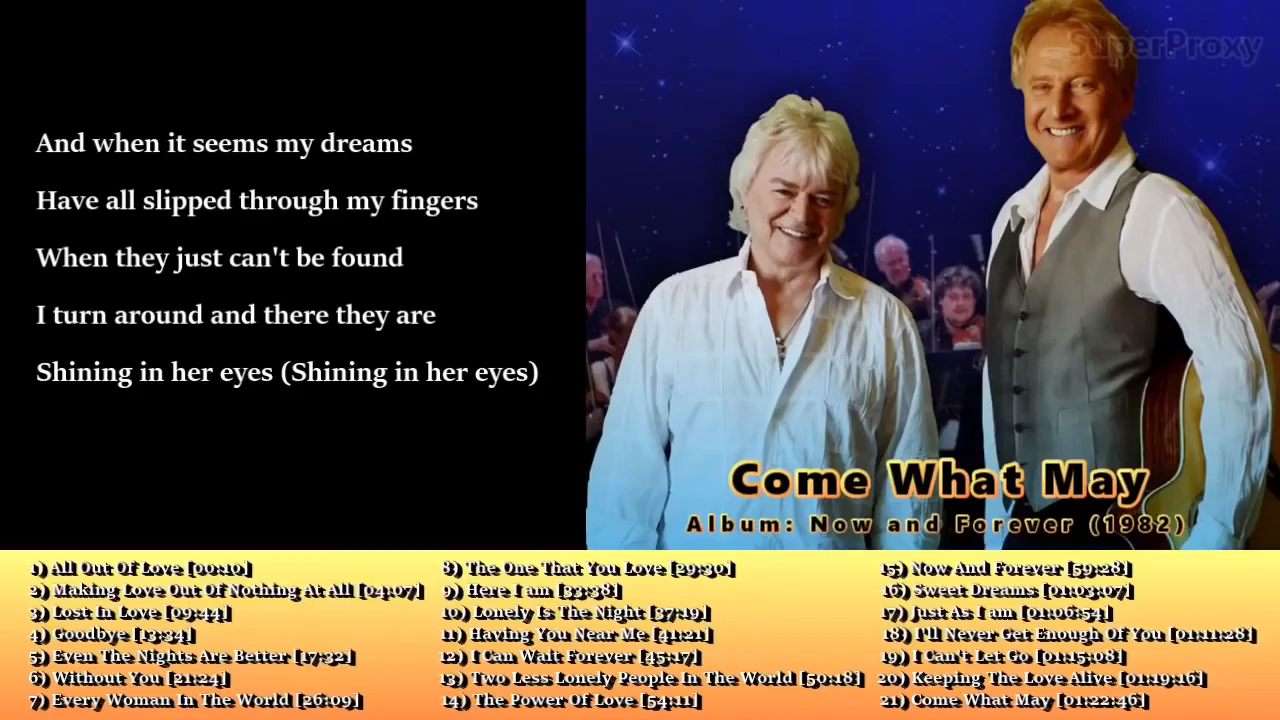 SuperProxy
And when it seems my dreams
Have all slipped through my fingers
When they just can't be found
I turn around and there they are
Shining in her eyes (Shining in her eyes)
Come What May
Album: Now and Forever (1982)
1) All Out Of Love [00:10]
2) Making Love Out Of Nothing At All [04:07]
3) Lost In Love [09:44]
4) Goodbye [13:34]
5) Even The Nights Are Better [17:32]
6) Without You [21:24]
7) Every Woman In The World [26:09]
8) The One That You Love [29:30]
9) Here I am [33:38]
10) Lonely Is The Night [37:19]
11) Having You Near Me [41:21]
12) I Can Wait Forever [45:17]
13) Two Less Lonely People In The World [50:18]
14) The Power Of Love [54:11]
15) Now And Forever [59:28]
16) Sweet Dreams [01:03:07]
17) Just As I am [01:06:54]
18) I'll Never Get Enough Of You [01:11:28]
19) I Can't Let Go [01:15:08]
20) Keeping The Love Alive [01:19:16]
21) Come What May [01:22:46]